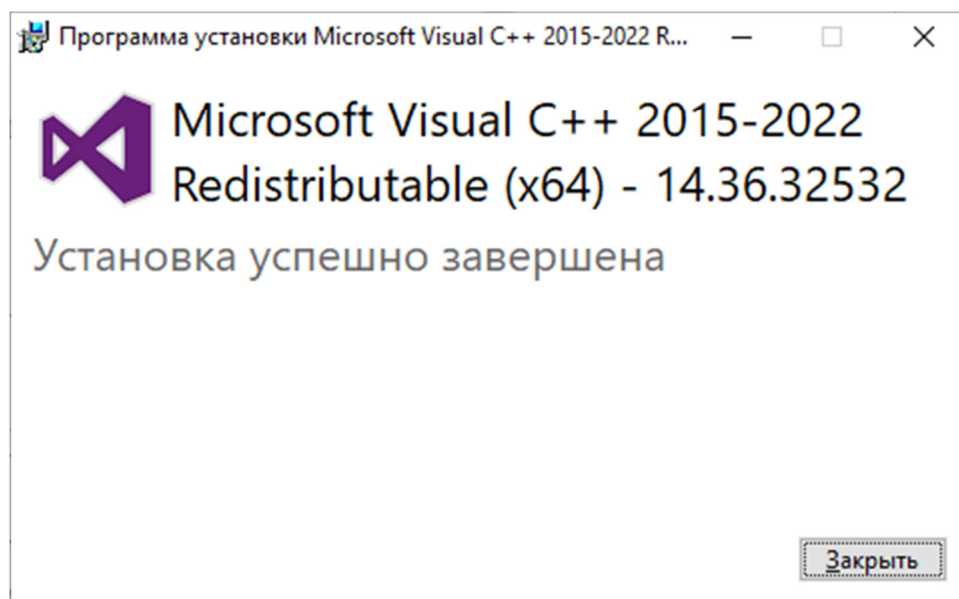 Программа установки Microsoft Visual C++ 2015-2022 R...
Microsoft Visual C++ 2015-2022
Redistributable (x64) - 14.36.32532
Установка успешно завершена
Закрыть